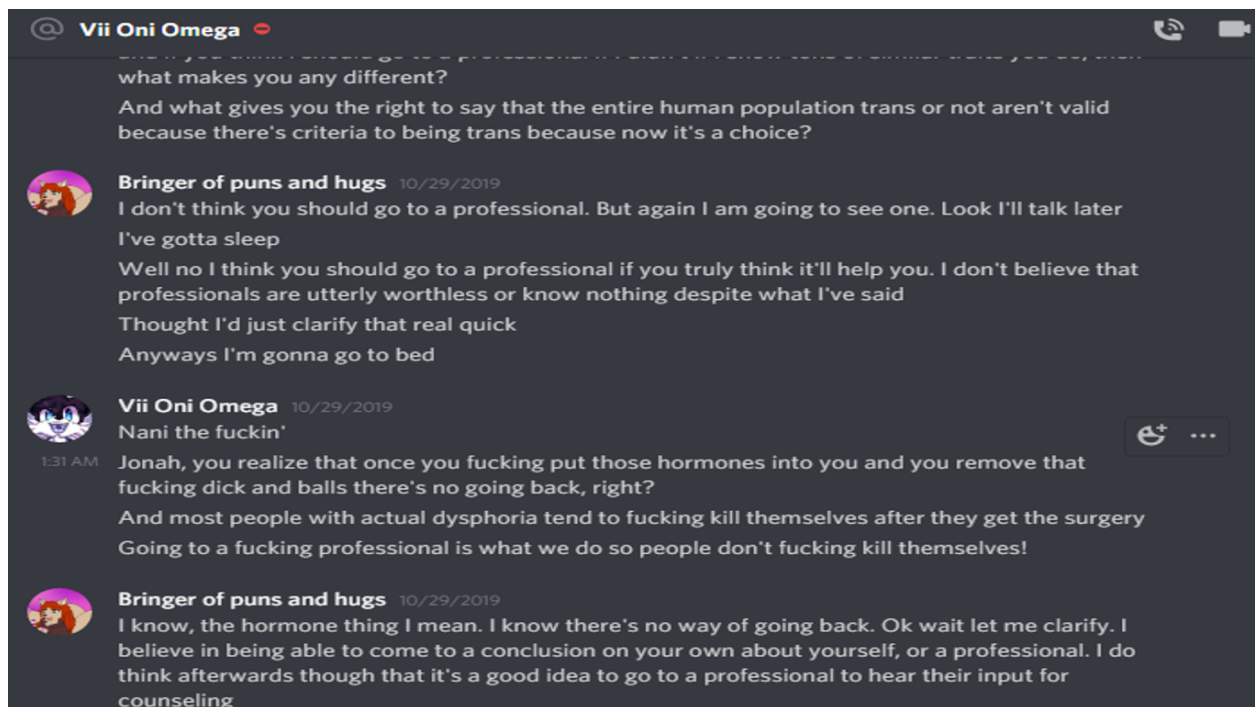 @ Vii Oni Omega
what makes you any different?
And what gives you the right to say that the entire human population trans or not aren't valid
because there's criteria to being trans because now it's a choice?
Bringer of puns and hugs 10/29/2019
I don't think you should go to a professional. But again I am going to see one. Look I'll talk later
I've gotta sleep
Well no I think you should go to a professional if you truly think it'll help you. I don't believe that
professionals are utterly worthless or know nothing despite what I've said
Thought I'd just clarify that real quick
Anyways I'm gonna go to bed
Vii Oni Omega 10/29/2019
Nani the fuckin'
1:31 AM Jonah, you realize that once you fucking put those hormones into you and you remove that
fucking dick and balls there's no going back, right?
And most people with actual dysphoria tend to fucking kill themselves after they get the surgery
Going to a fucking professional is what we do so people don't fucking kill themselves!
Bringer of puns and hugs 10/29/2019
I know, the hormone thing I mean. I know there's no way of going back. Ok wait let me clarify. I
believe in being able to come to a conclusion on your own about yourself, or a professional. I do
think afterwards though that it's a good idea to go to a professional to hear their input for
counseling